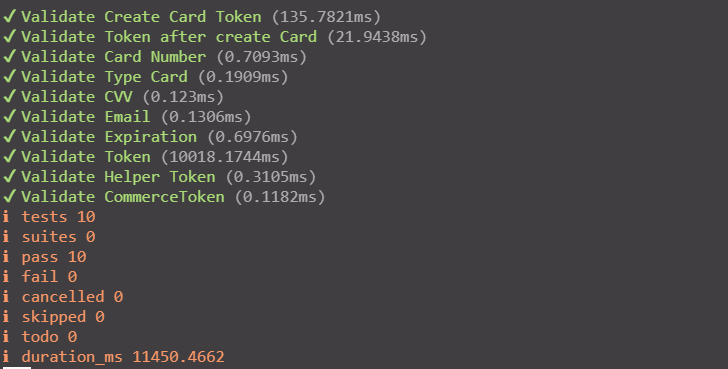 ✔ Validate Create Card Token (135.7821ms)
✔ Validate Token after create Card (21.9438ms)
✔ Validate Card Number (0.7093ms)
✔ Validate Type Card (0.1909ms)
✔ Validate CVV (0.123ms)
✔ Validate Email (0.1306ms)
✔ Validate Expiration (0.6976ms)
✔ Validate Token (10018.1744ms)
✔ Validate Helper Token (0.3105ms)
✔ Validate CommerceToken (0.1182ms)
ℹ tests 10
ℹ suites 0
ℹ pass 10
ℹ fail 0
ℹ cancelled 0
ℹ skipped 0
ℹ todo 0
ℹ duration_ms 11450.4662